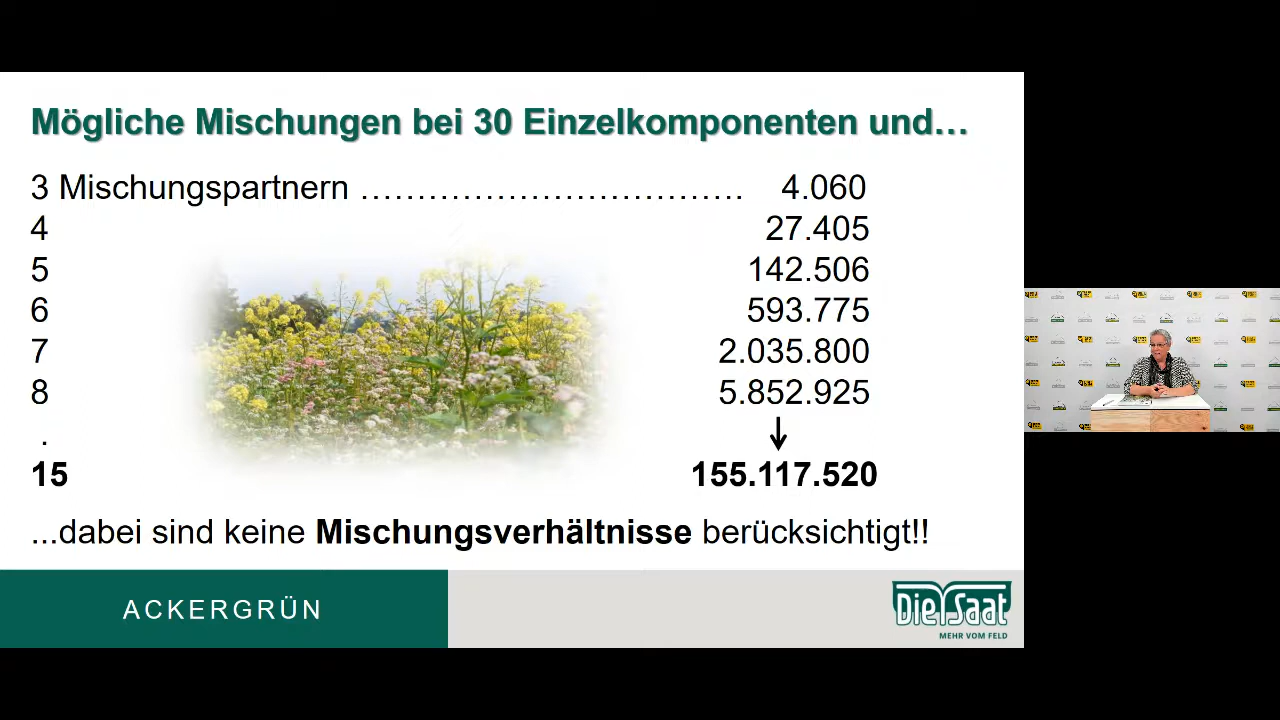 Mögliche Mischungen bei 30 Einzelkomponenten und…
3 Mischungspartnern ……………………………. 4.060
4 27.405
5 142.506
6 593.775
7 2.035.800
8 5.852.925
.
15 155.117.520
...dabei sind keine Mischungsverhältnisse berücksichtigt!!
ACKERGRÜN
Die Saat
MEHR VOM FELD